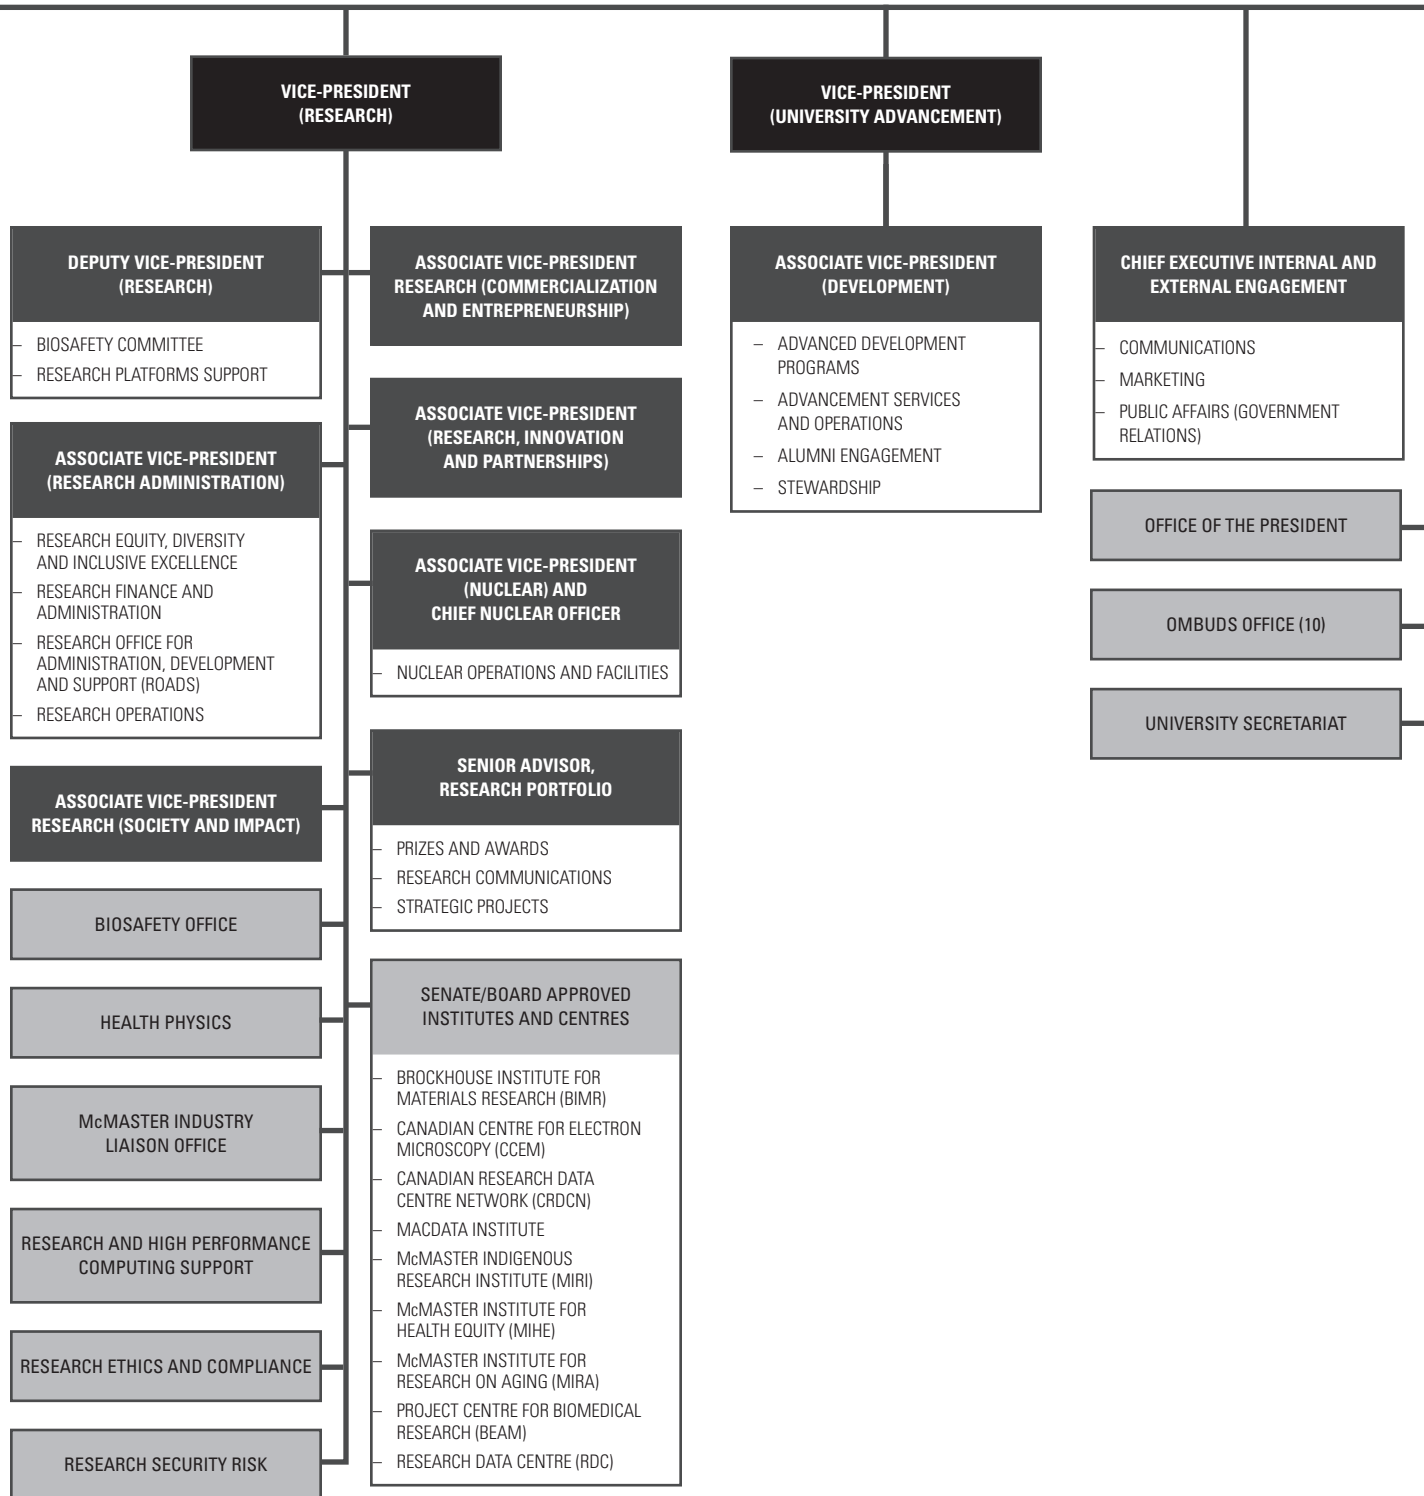 VICE-PRESIDENT
(RESEARCH)
DEPUTY VICE-PRESIDENT
(RESEARCH)
– BIOSAFETY COMMITTEE
– RESEARCH PLATFORMS SUPPORT
ASSOCIATE VICE-PRESIDENT
(RESEARCH ADMINISTRATION)
– RESEARCH EQUITY, DIVERSITY
AND INCLUSIVE EXCELLENCE
– RESEARCH FINANCE AND
ADMINISTRATION
– RESEARCH OFFICE FOR
ADMINISTRATION, DEVELOPMENT
AND SUPPORT (ROADS)
– RESEARCH OPERATIONS
ASSOCIATE VICE-PRESIDENT
RESEARCH (SOCIETY AND IMPACT)
BIOSAFETY OFFICE
HEALTH PHYSICS
McMASTER INDUSTRY
LIAISON OFFICE
RESEARCH AND HIGH PERFORMANCE
COMPUTING SUPPORT
RESEARCH ETHICS AND COMPLIANCE
RESEARCH SECURITY RISK
ASSOCIATE VICE-PRESIDENT
RESEARCH (COMMERCIALIZATION
AND ENTREPRENEURSHIP)
ASSOCIATE VICE-PRESIDENT
(RESEARCH, INNOVATION
AND PARTNERSHIPS)
ASSOCIATE VICE-PRESIDENT
(NUCLEAR) AND
CHIEF NUCLEAR OFFICER
– NUCLEAR OPERATIONS AND FACILITIES
SENIOR ADVISOR,
RESEARCH PORTFOLIO
– PRIZES AND AWARDS
– RESEARCH COMMUNICATIONS
– STRATEGIC PROJECTS
SENATE/BOARD APPROVED
INSTITUTES AND CENTRES
– BROCKHOUSE INSTITUTE FOR
MATERIALS RESEARCH (BIMR)
– CANADIAN CENTRE FOR ELECTRON
MICROSCOPY (CCEM)
– CANADIAN RESEARCH DATA
CENTRE NETWORK (CRDCN)
– MACDATA INSTITUTE
– McMASTER INDIGENOUS
RESEARCH INSTITUTE (MIRI)
– McMASTER INSTITUTE FOR
HEALTH EQUITY (MIHE)
– McMASTER INSTITUTE FOR
RESEARCH ON AGING (MIRA)
– PROJECT CENTRE FOR BIOMEDICAL
RESEARCH (BEAM)
– RESEARCH DATA CENTRE (RDC)
VICE-PRESIDENT
(UNIVERSITY ADVANCEMENT)
ASSOCIATE VICE-PRESIDENT
(DEVELOPMENT)
– ADVANCED DEVELOPMENT
PROGRAMS
– ADVANCEMENT SERVICES
AND OPERATIONS
– ALUMNI ENGAGEMENT
– STEWARDSHIP
CHIEF EXECUTIVE INTERNAL AND
EXTERNAL ENGAGEMENT
– COMMUNICATIONS
– MARKETING
– PUBLIC AFFAIRS (GOVERNMENT
RELATIONS)
OFFICE OF THE PRESIDENT
OMBUDS OFFICE (10)
UNIVERSITY SECRETARIAT